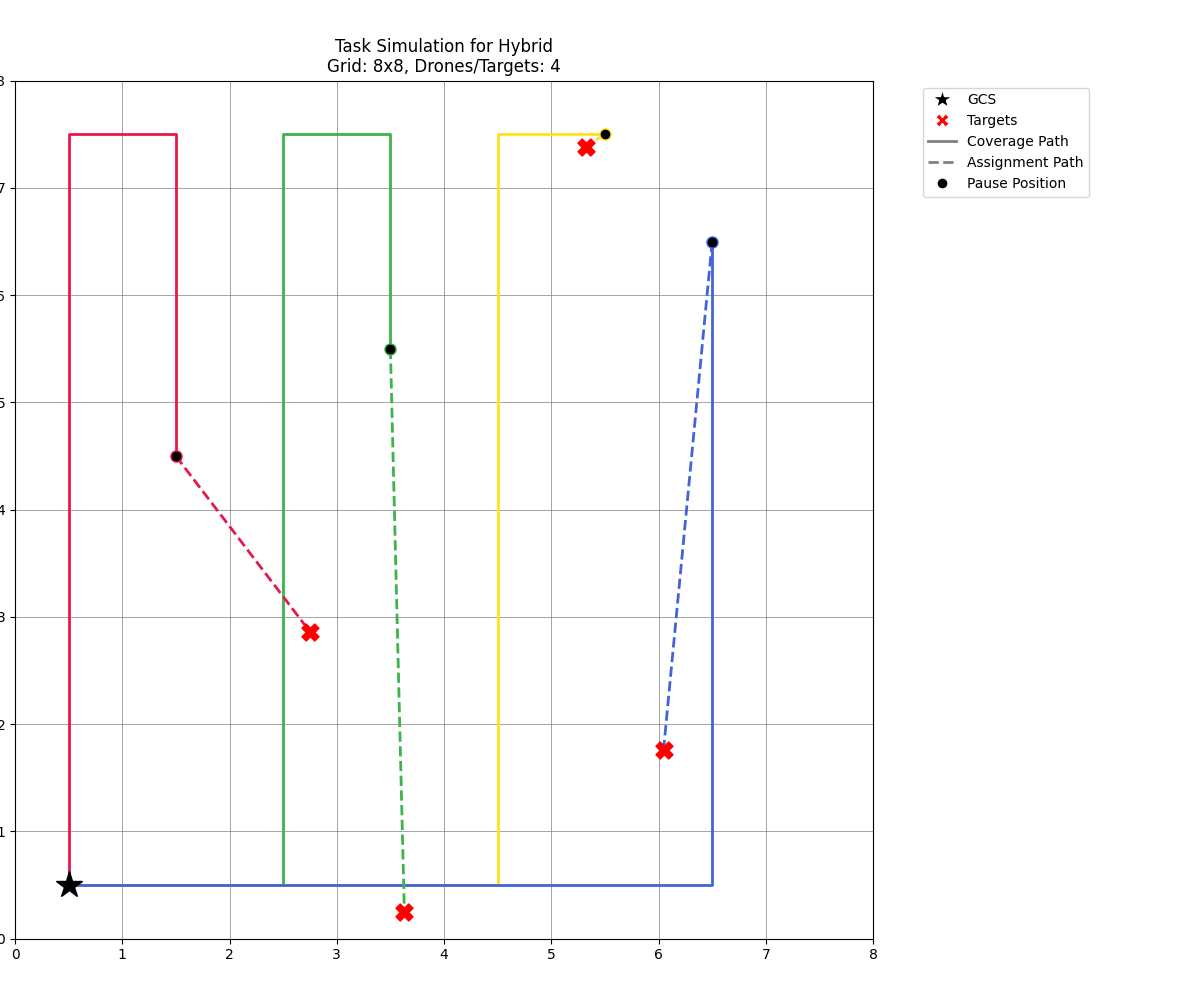 Task Simulation for Hybrid
Grid: 8x8, Drones/Targets: 4
GCS
Targets
Coverage Path
Assignment Path
Pause Position
8
7
6
5
4
3
2
1
0
0 1 2 3 4 5 6 7 8